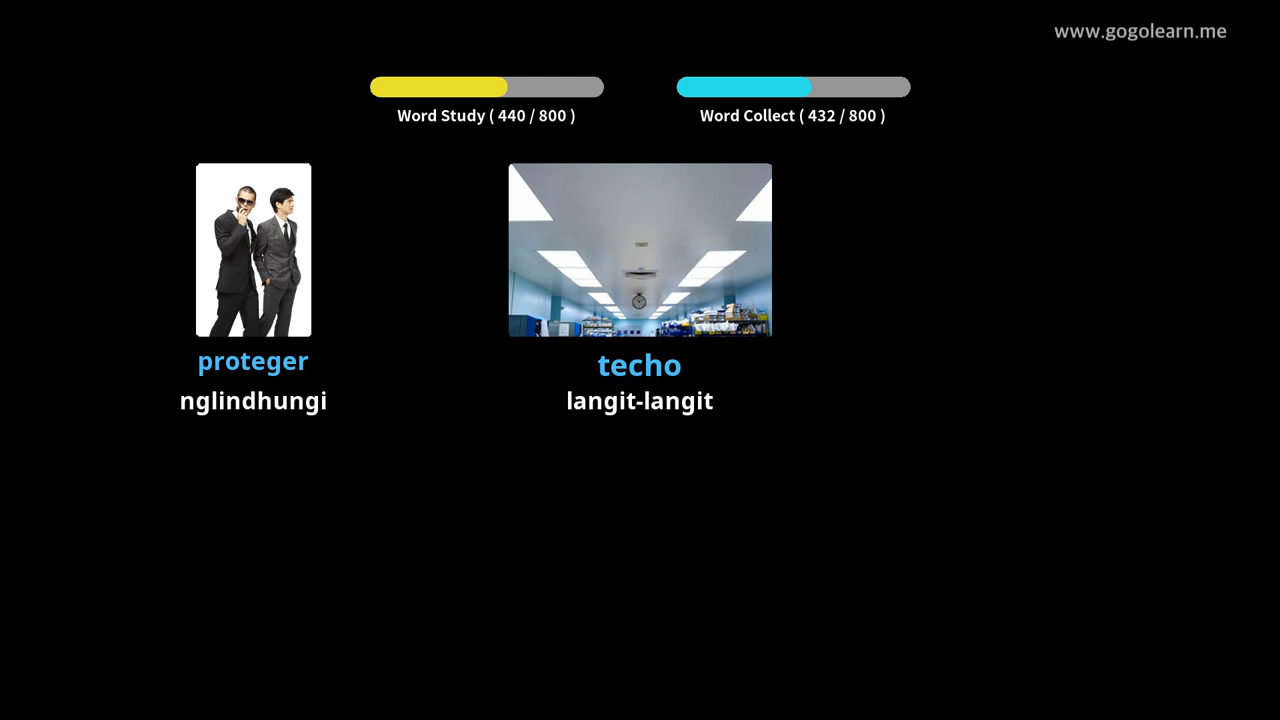 www.gogolearn.me
Word Study ( 440 / 800 )
Word Collect ( 432 / 800 )
proteger
nglindhungi
techo
langit-langit